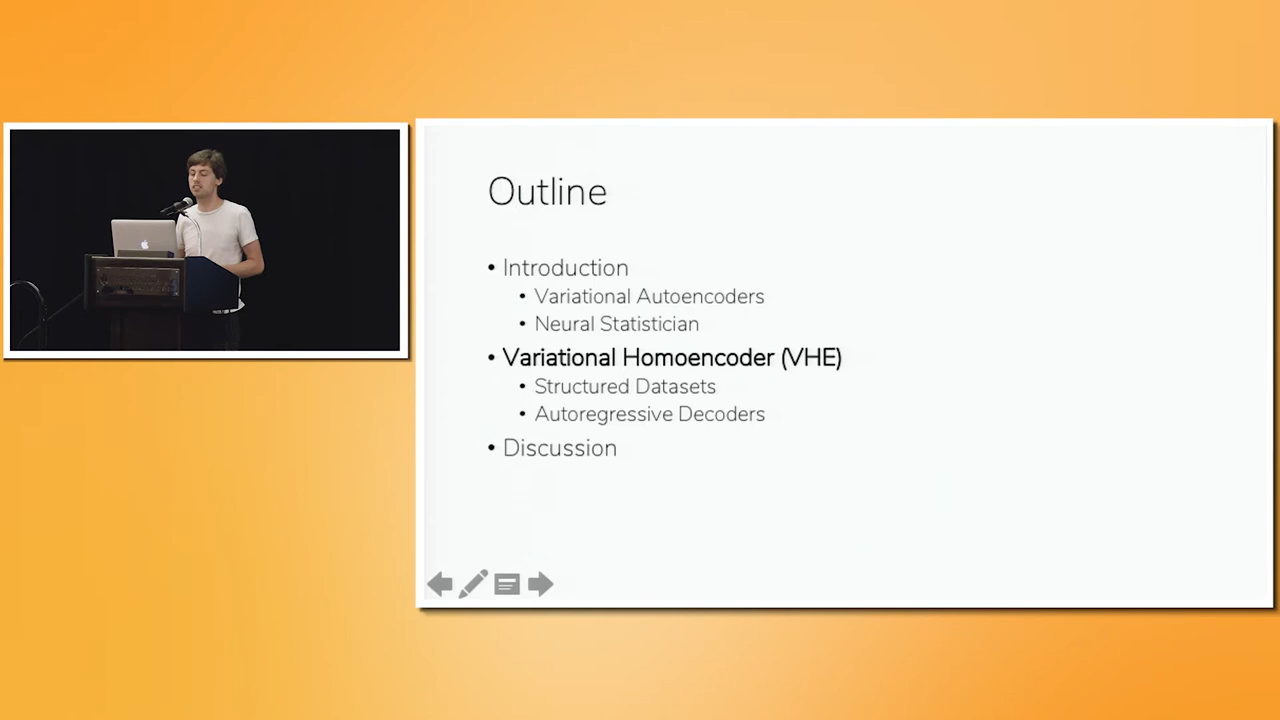 Outline
• Introduction
• Variational Autoencoders
• Neural Statistician
• Variational Homoencoder (VHE)
• Structured Datasets
• Autoregressive Decoders
• Discussion